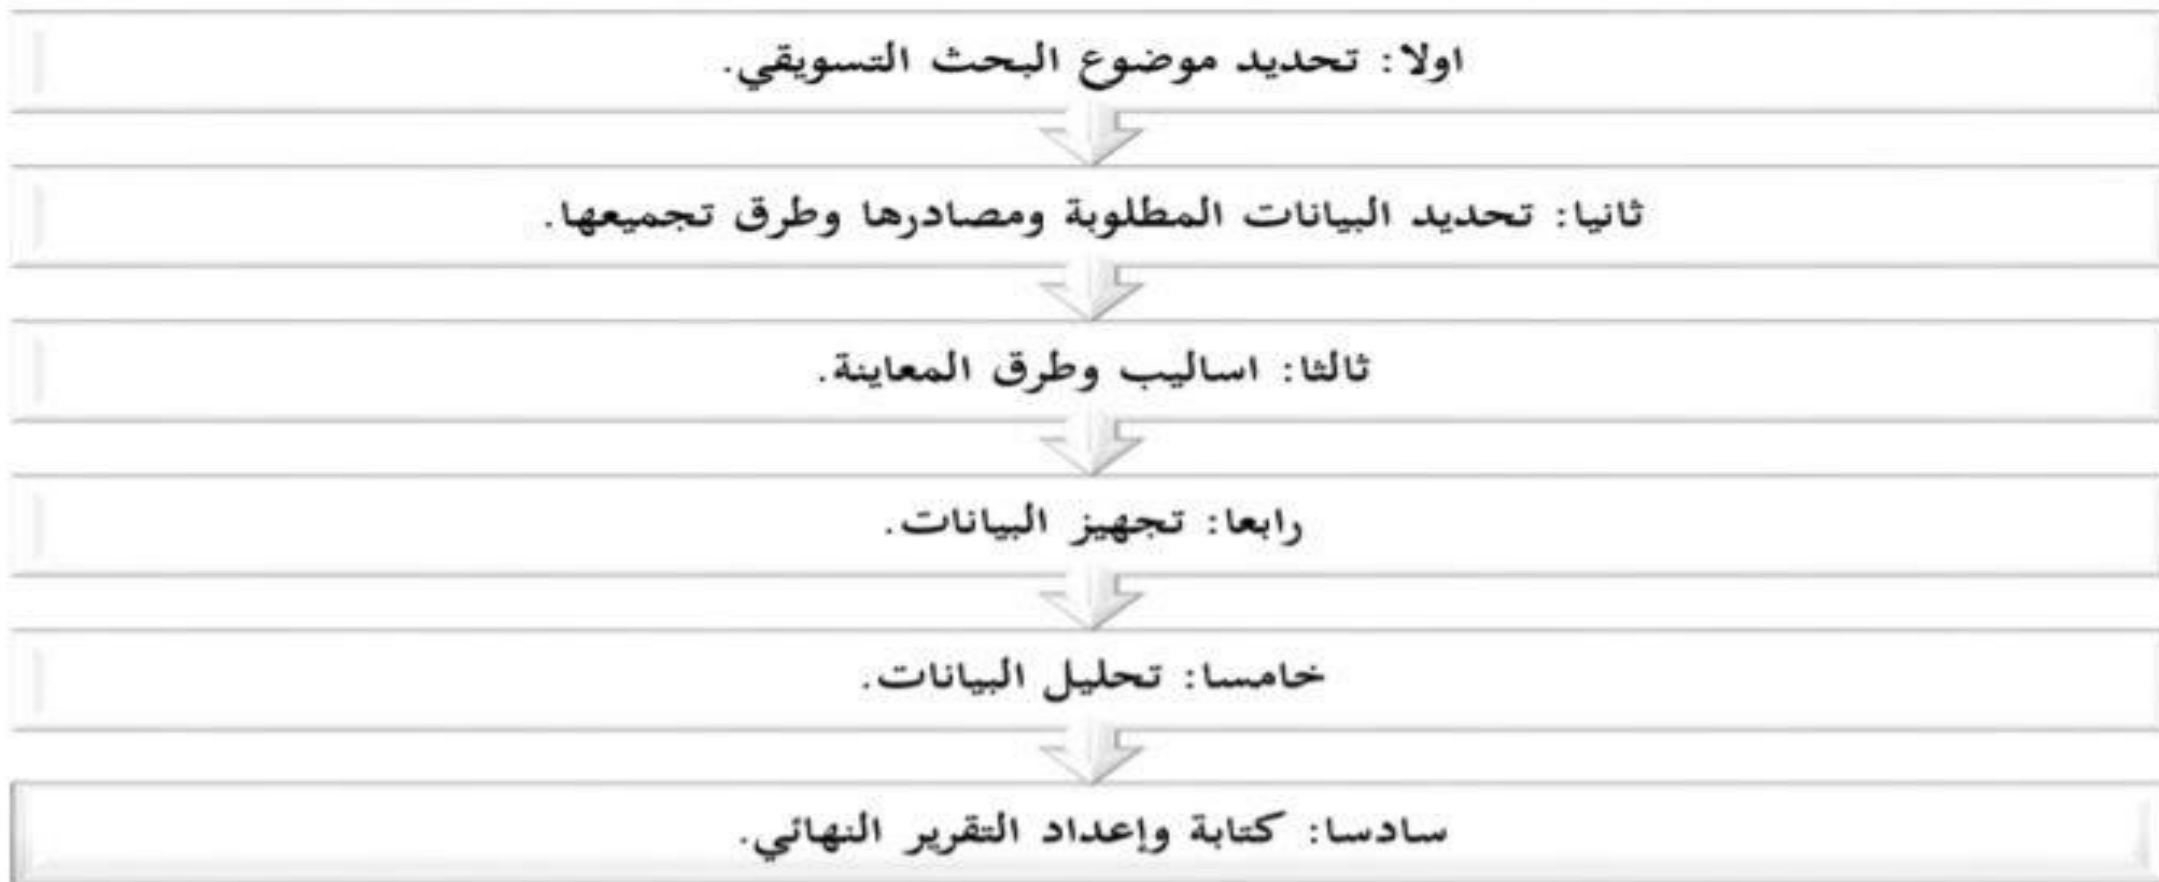 اولا: تحديد موضوع البحث التسويقي.
ثانيا: تحديد البيانات المطلوبة ومصادرها وطرق تجميعها.
ثالثا: اساليب وطرق المعاينة.
رابعا: تجهيز البيانات.
خامسا: تحليل البيانات.
سادسا: كتابة وإعداد التقرير النهائي.